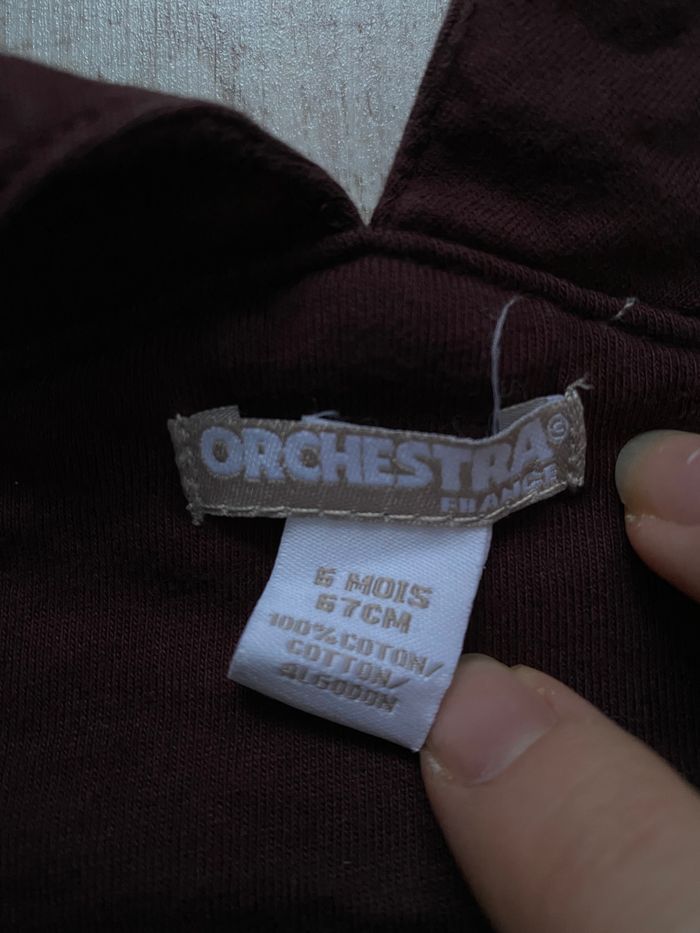 ORCHESTRA
FRANCE
6 MOIS
67CM
100%COTON/
COTTON/
ALGODON